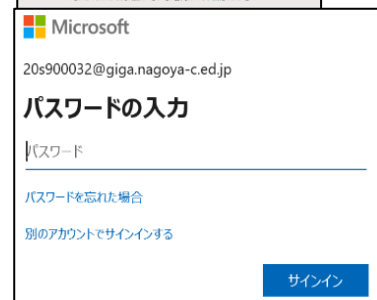 Microsoft
20s900032@giga.nagoya-c.ed.jp
パスワードの入力
パスワード
パスワードを忘れた場合
別のアカウントでサインインする
サインイン